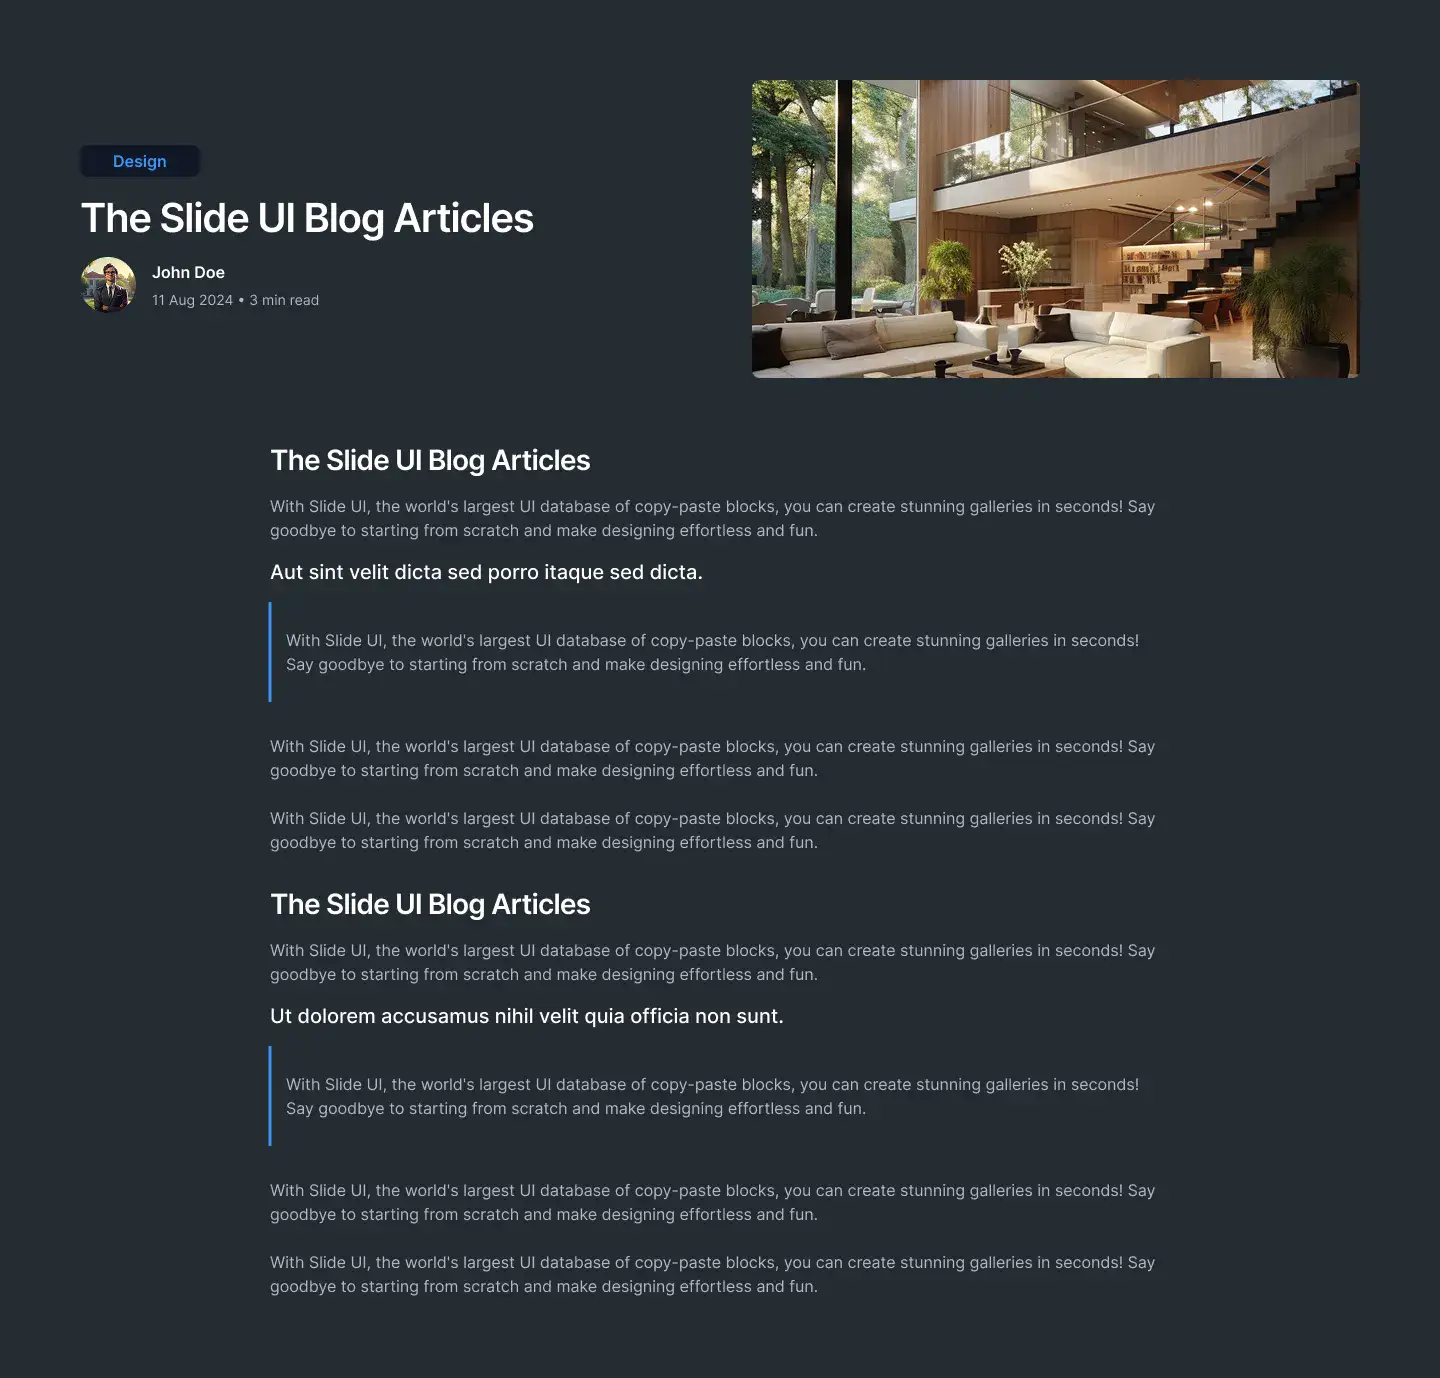 Design
The Slide UI Blog Articles
John Doe
11 Aug 2024 • 3 min read
The Slide UI Blog Articles
With Slide UI, the world's largest UI database of copy-paste blocks, you can create stunning galleries in seconds! Say
goodbye to starting from scratch and make designing effortless and fun.
Aut sint velit dicta sed porro itaque sed dicta.
With Slide UI, the world's largest UI database of copy-paste blocks, you can create stunning galleries in seconds!
Say goodbye to starting from scratch and make designing effortless and fun.
With Slide UI, the world's largest UI database of copy-paste blocks, you can create stunning galleries in seconds! Say
goodbye to starting from scratch and make designing effortless and fun.
With Slide UI, the world's largest UI database of copy-paste blocks, you can create stunning galleries in seconds! Say
goodbye to starting from scratch and make designing effortless and fun.
The Slide UI Blog Articles
With Slide UI, the world's largest UI database of copy-paste blocks, you can create stunning galleries in seconds! Say
goodbye to starting from scratch and make designing effortless and fun.
Ut dolorem accusamus nihil velit quia officia non sunt.
With Slide UI, the world's largest UI database of copy-paste blocks, you can create stunning galleries in seconds!
Say goodbye to starting from scratch and make designing effortless and fun.
With Slide UI, the world's largest UI database of copy-paste blocks, you can create stunning galleries in seconds! Say
goodbye to starting from scratch and make designing effortless and fun.
With Slide UI, the world's largest UI database of copy-paste blocks, you can create stunning galleries in seconds! Say
goodbye to starting from scratch and make designing effortless and fun.